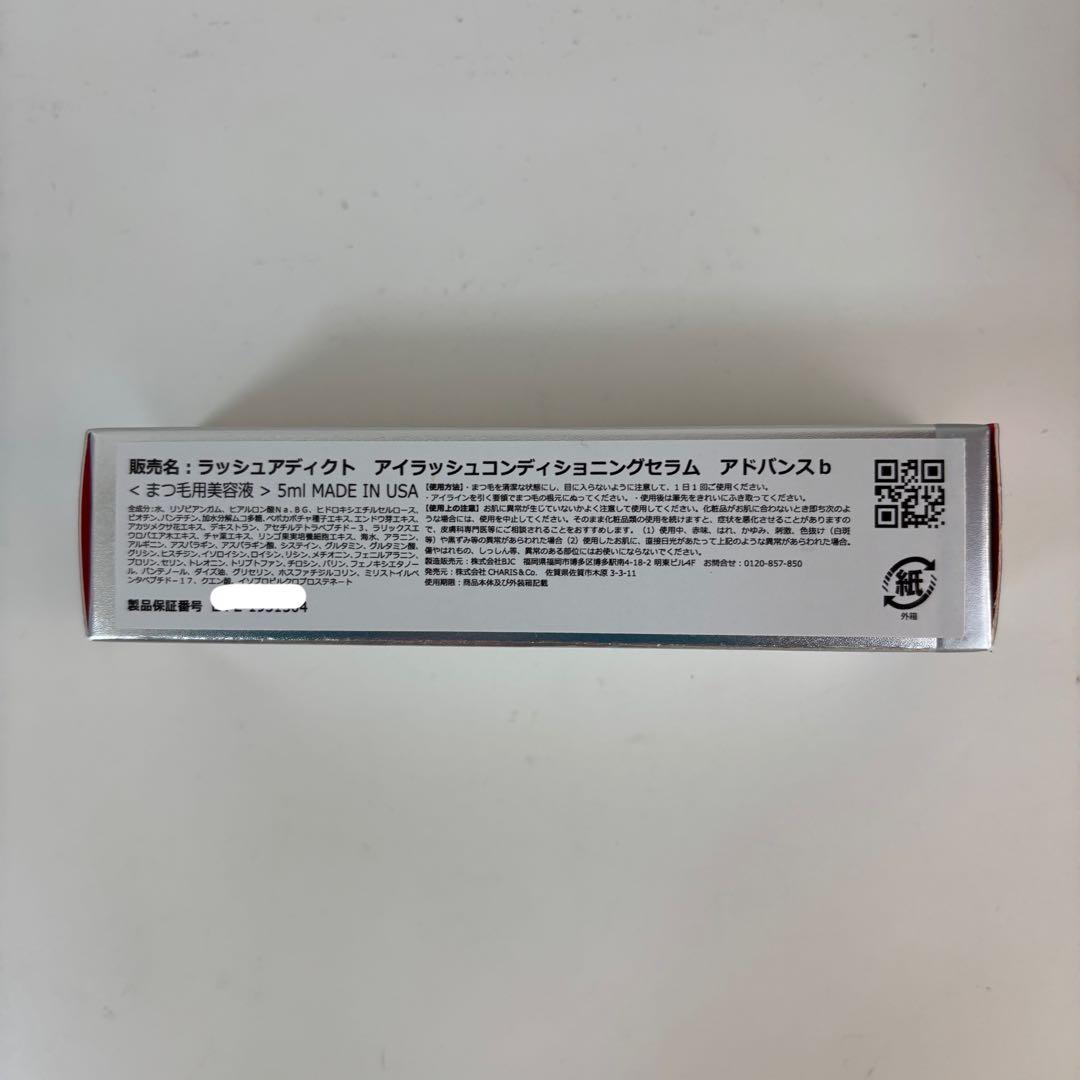 販売名：ラッシュアディクト　アイラッシュコンディショニングセラム　アドバンスｂ
＜まつ毛用美容液＞5ml MADE IN USA
全成分：水、リゾビアンガム、ヒアルロン酸Ｎａ、ＢＧ、ヒドロキシエチルセルロース、
ビオチン、パンテチン、加水分解ムコ多糖、ペポカボチャ種子エキス、エンドウ芽エキス、
アカツメクサ花エキス、デキストラン、アセチルテトラペプチド－３、ラリックスエ
ウロパエア木エキス、チャ葉エキス、リンゴ果実培養細胞エキス、海水、アラニン、
アルギニン、アスパラギン、アスパラギン酸、システイン、グルタミン、グルタミン酸、
グリシン、ヒスチジン、イソロイシン、ロイシン、リシン、メチオニン、フェニルアラニン、
プロリン、セリン、トレオニン、トリプトファン、チロシン、バリン、フェノキシエタノー
ル、パンテノール、ダイズ油、グリセリン、ホスファチジルコリン、ミリストイルペ
ンタペプチド－１７、クエン酸、イソプロピルクロプロステネート
製品保証番号
【使用方法】・まつ毛を清潔な状態にし、目に入らないように注意して、１日１回ご使用ください。
・アイラインを引く要領でまつ毛の根元にぬってください。・使用後は筆先をきれいにふき取ってください。
【使用上の注意】お肌に異常が生じていないかよく注意して使用してください。化粧品がお肌に合わないとき即ち次のよ
うな場合には、使用を中止してください。そのまま化粧品類の使用を続けますと、症状を悪化させることがありますの
で、皮膚科専門医等にご相談されることをおすすめします。（1）使用中、赤味、はれ、かゆみ、刺激、色抜け（白斑
等）や黒ずみ等の異常があらわれた場合（2）使用したお肌に、直接日光があたって上記のような異常があらわれた場合。
傷やはれもの、しっしん等、異常のある部位にはお使いにならないでください。
製造販売元：株式会社BJC　福岡県福岡市博多区博多駅南4-18-2 明東ビル4F　お問合せ：0120-857-850
発売元：株式会社 CHARIS＆Co.　佐賀県佐賀市木原 3-3-11
使用期限：商品本体及び外装箱記載
紙
外箱